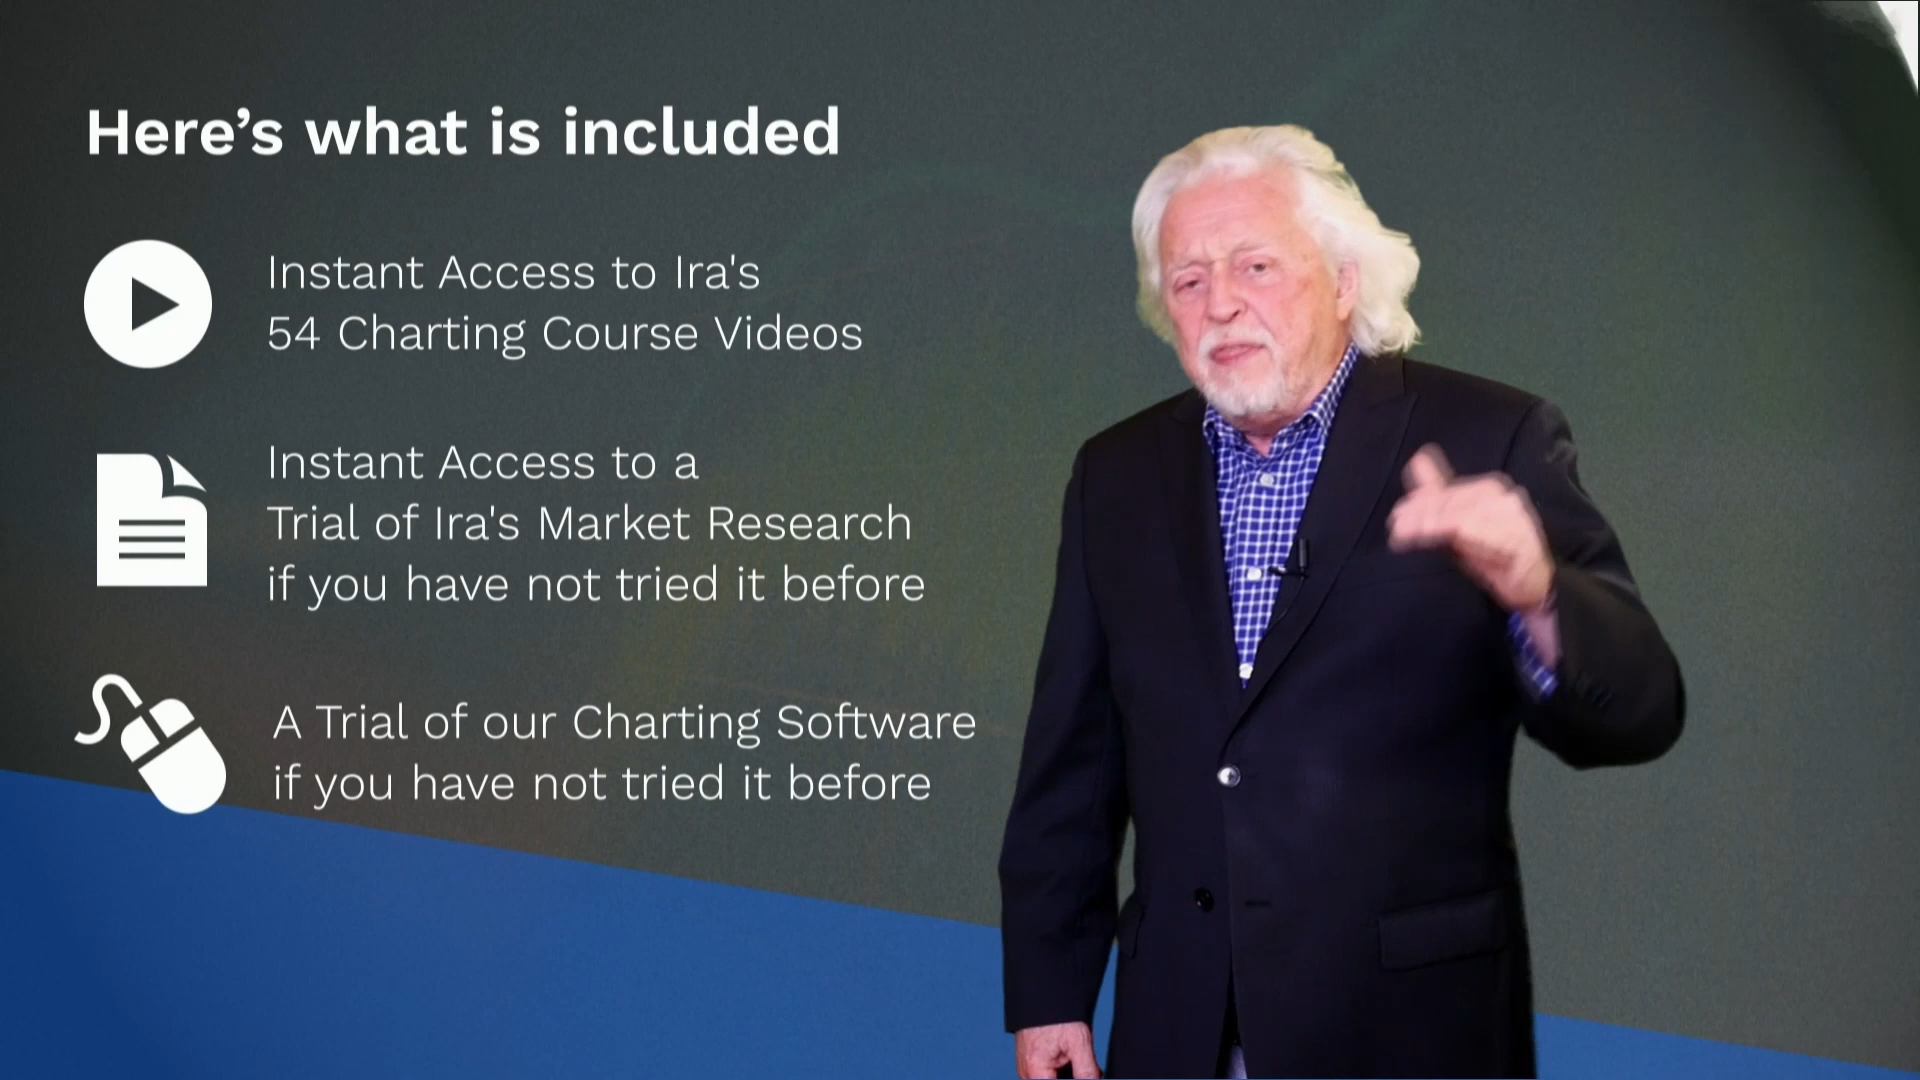 Here’s what is included
Instant Access to Ira's
54 Charting Course Videos
Instant Access to a
Trial of Ira's Market Research
if you have not tried it before
A Trial of our Charting Software
if you have not tried it before